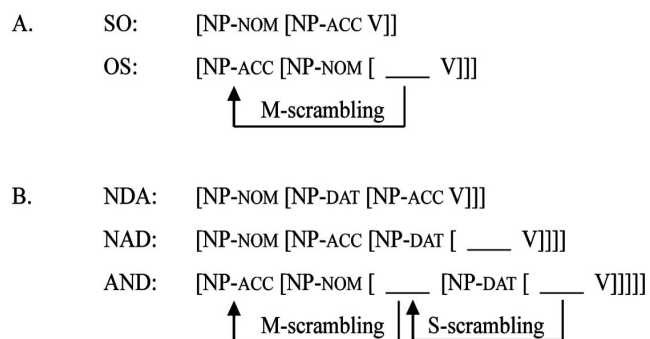 A. SO: [NP-NOM [NP-ACC V]]
OS: [NP-ACC [NP-NOM [ ____ V]]]
M-scrambling
B. NDA: [NP-NOM [NP-DAT [NP-ACC V]]]
NAD: [NP-NOM [NP-ACC [NP-DAT [ ____ V]]]]
AND: [NP-ACC [NP-NOM [ ____ [NP-DAT [ ____ V]]]]]
M-scrambling S-scrambling